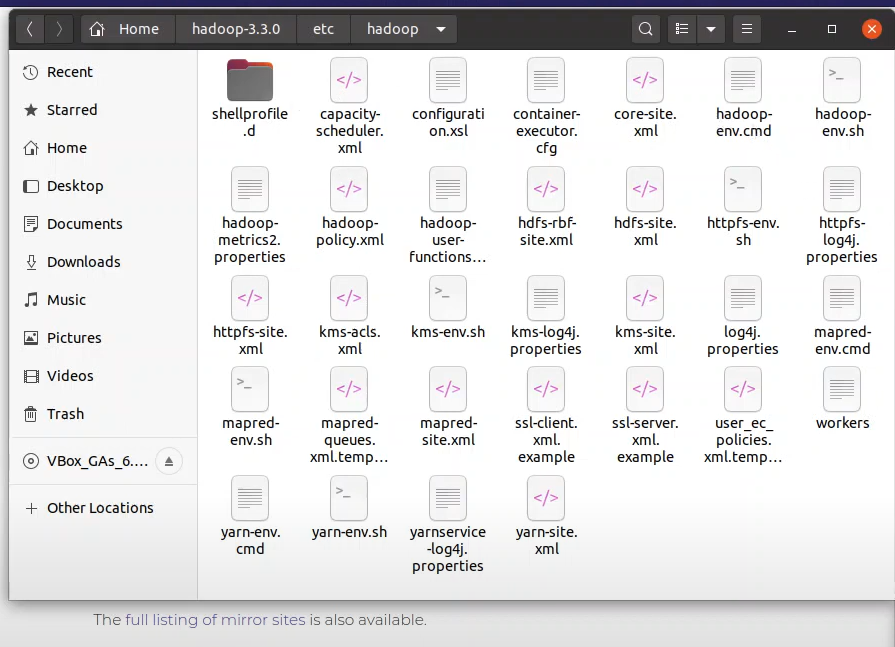 Home hadoop-3.3.0 etc hadoop
Recent
Starred
Home
Desktop
Documents
Downloads
Music
Pictures
Videos
Trash
VBox_GAs_6....
Other Locations
shellprofile
.d
capacity-
scheduler.
xml
configurati
on.xsl
container-
executor.
cfg
core-site.
xml
hadoop-
env.cmd
hadoop-
env.sh
hadoop-
metrics2.
properties
hadoop-
policy.xml
hadoop-
user-
functions...
hdfs-rbf-
site.xml
hdfs-site.
xml
httpfs-env.
sh
httpfs-
log4j.
properties
httpfs-site.
xml
kms-acls.
xml
kms-env.sh
kms-log4j.
properties
kms-site.
xml
log4j.
properties
mapred-
env.cmd
mapred-
env.sh
mapred-
queues.
xml.temp...
mapred-
site.xml
ssl-client.
xml.
example
ssl-server.
xml.
example
user_ec_
policies.
xml.temp...
workers
yarn-env.
cmd
yarn-env.sh
yarnservice
-log4j.
properties
yarn-site.
xml
The full listing of mirror sites is also available.